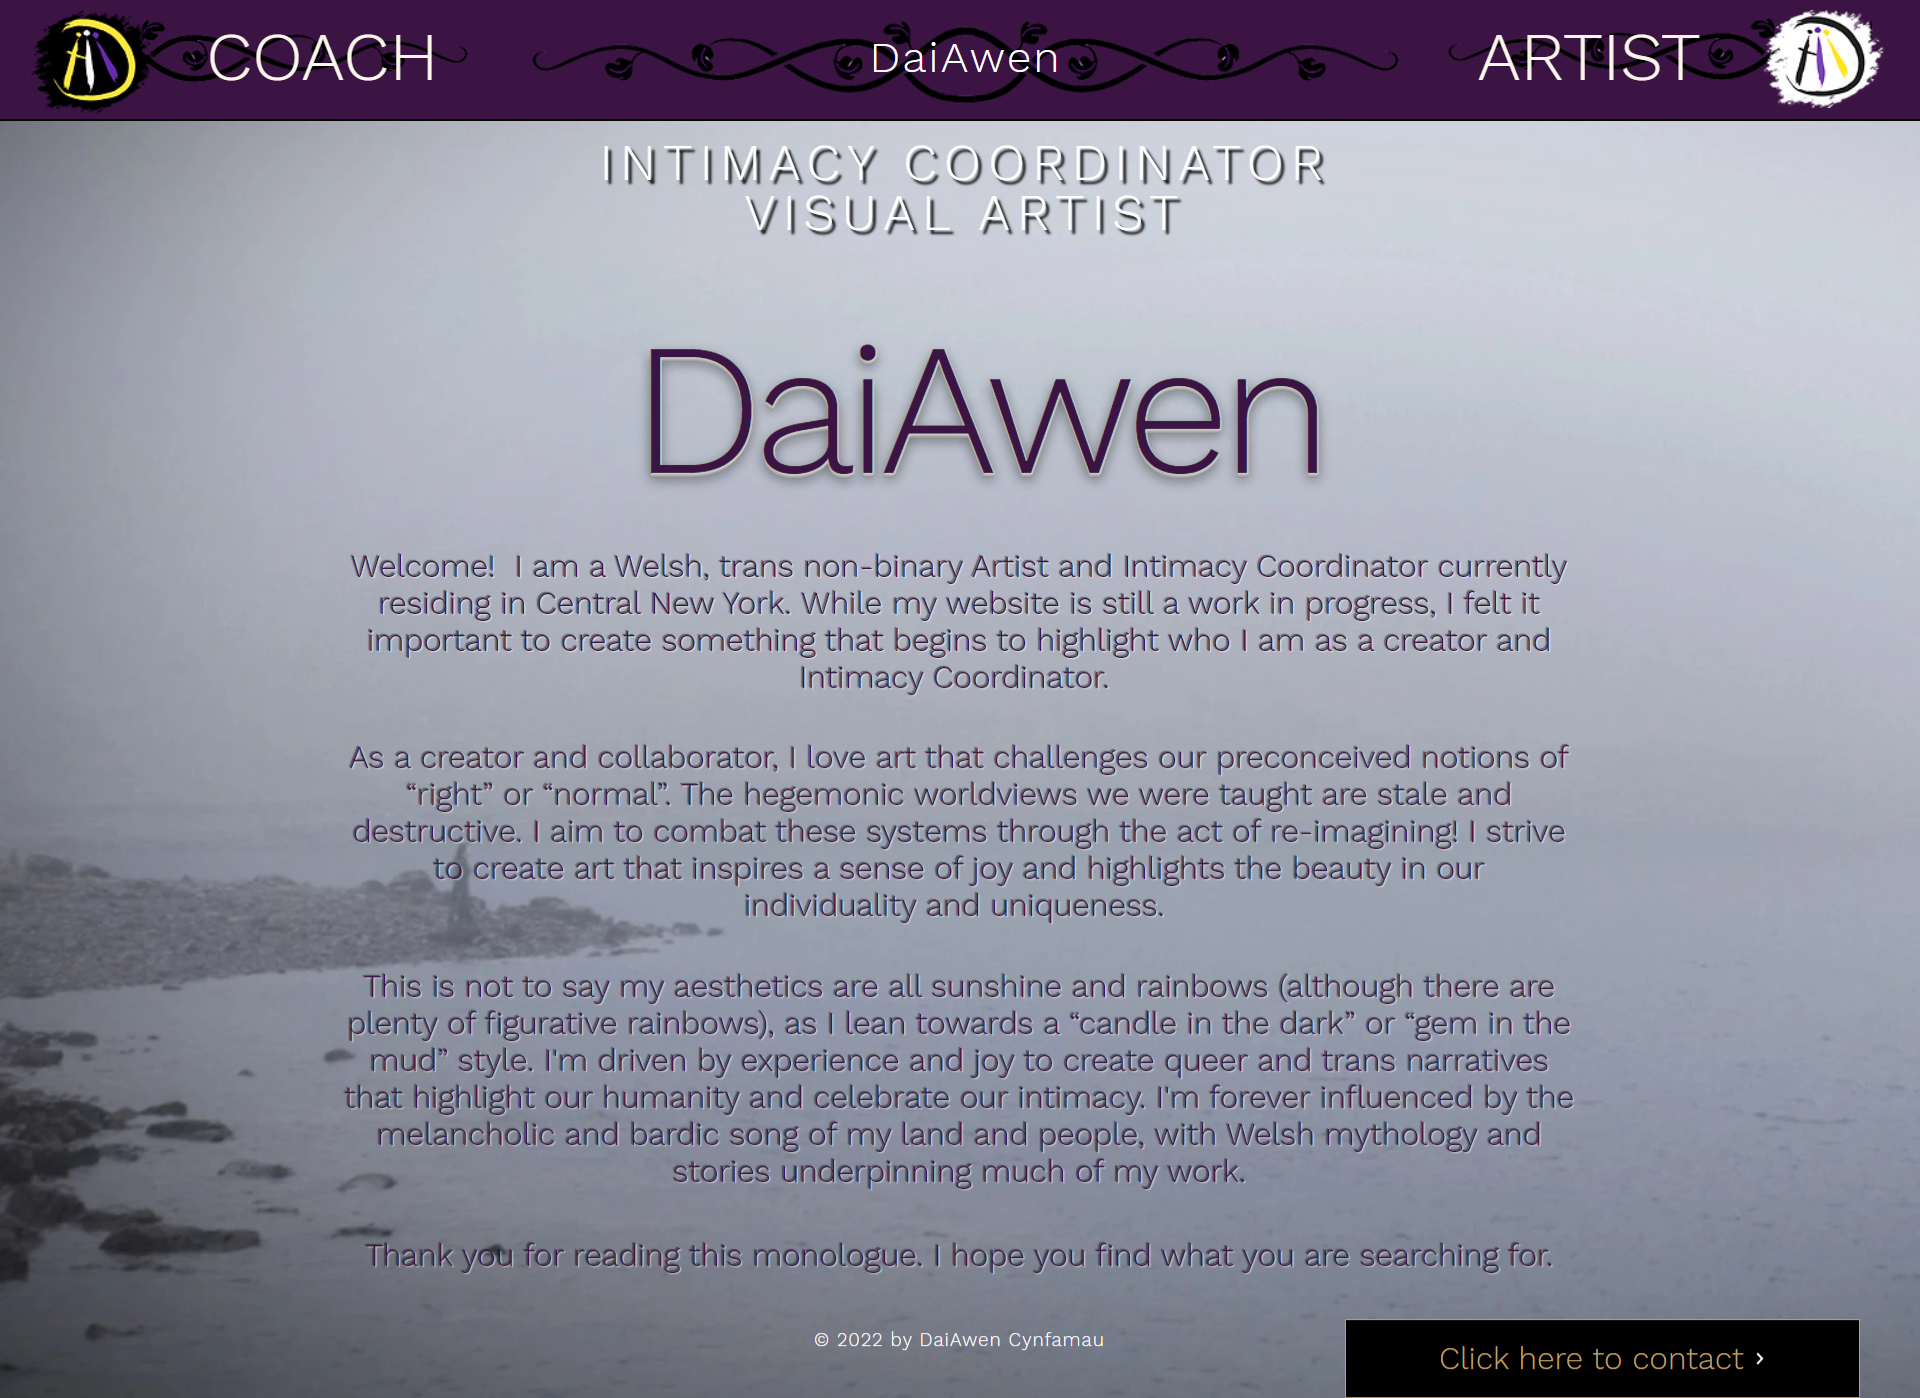 COACH
DaiAwen
ARTIST
INTIMACY COORDINATOR
VISUAL ARTIST
DaiAwen
Welcome!  I am a Welsh, trans non-binary Artist and Intimacy Coordinator currently
residing in Central New York. While my website is still a work in progress, I felt it
important to create something that begins to highlight who I am as a creator and
Intimacy Coordinator.
As a creator and collaborator, I love art that challenges our preconceived notions of
“right” or “normal”. The hegemonic worldviews we were taught are stale and
destructive. I aim to combat these systems through the act of re-imagining! I strive
to create art that inspires a sense of joy and highlights the beauty in our
individuality and uniqueness.
This is not to say my aesthetics are all sunshine and rainbows (although there are
plenty of figurative rainbows), as I lean towards a “candle in the dark” or “gem in the
mud” style. I'm driven by experience and joy to create queer and trans narratives
that highlight our humanity and celebrate our intimacy. I'm forever influenced by the
melancholic and bardic song of my land and people, with Welsh mythology and
stories underpinning much of my work.
Thank you for reading this monologue. I hope you find what you are searching for.
© 2022 by DaiAwen Cynfamau
Click here to contact ›